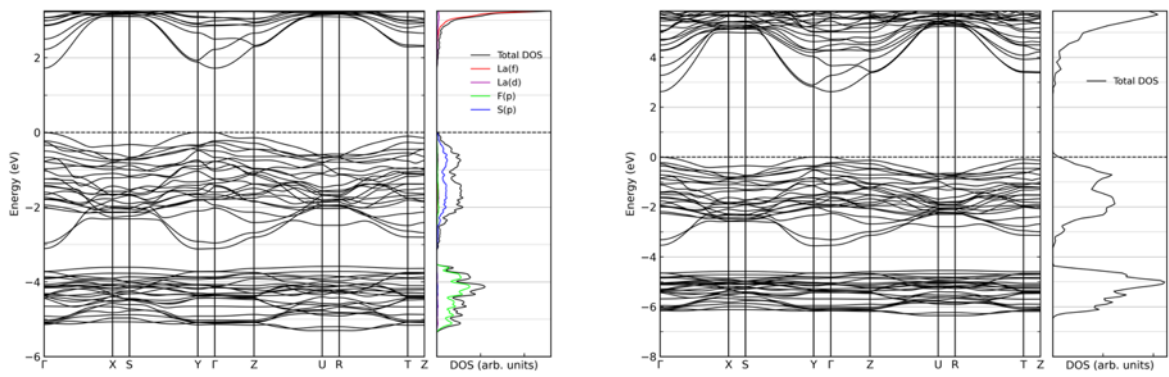 2
0
−2
−4
−6
Energy (eV)
Γ X S Y Γ Z U R T Z
Total DOS
La(f)
La(d)
F(p)
S(p)
DOS (arb. units)
4
2
0
−2
−4
−6
−8
Energy (eV)
Γ X S Y Γ Z U R T Z
Total DOS
DOS (arb. units)